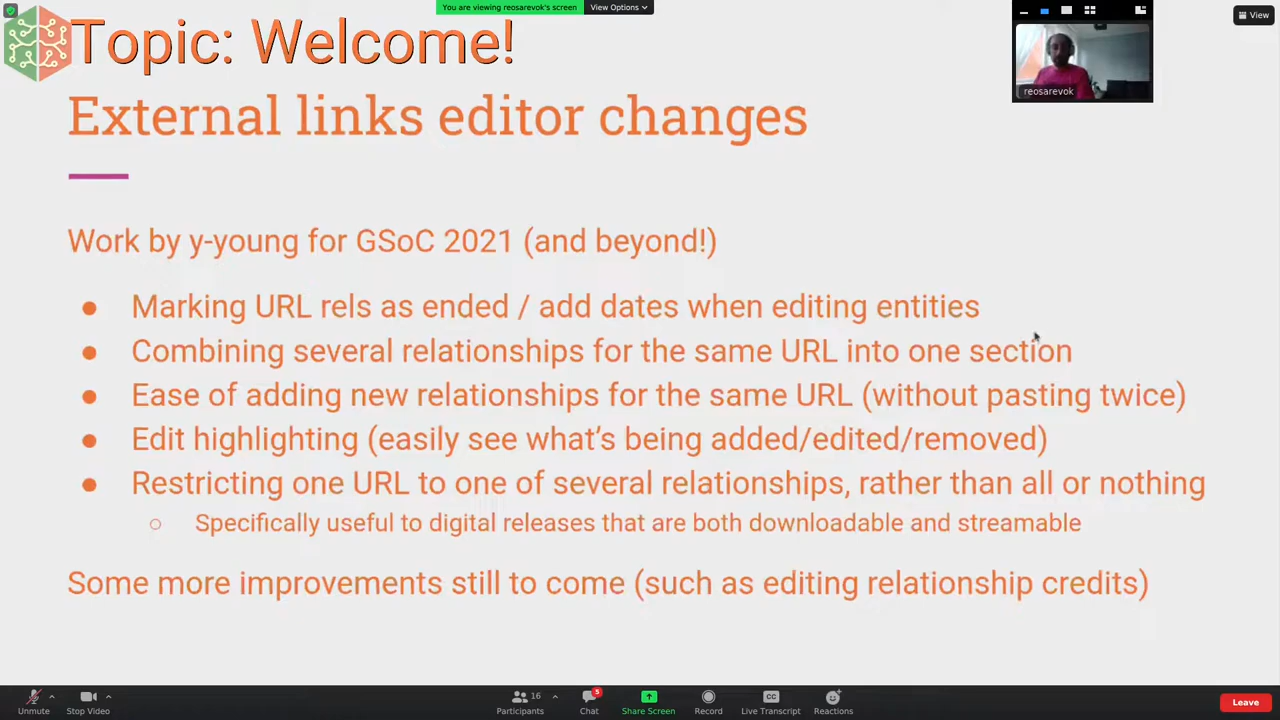 You are viewing reosarevok's screen
View Options
View
Topic: Welcome!
reosarevok
External links editor changes
Work by y-young for GSoC 2021 (and beyond!)
● Marking URL rels as ended / add dates when editing entities
● Combining several relationships for the same URL into one section
● Ease of adding new relationships for the same URL (without pasting twice)
● Edit highlighting (easily see what's being added/edited/removed)
● Restricting one URL to one of several relationships, rather than all or nothing
○ Specifically useful to digital releases that are both downloadable and streamable
Some more improvements still to come (such as editing relationship credits)
Unmute
Stop Video
16
Participants
5
Chat
Share Screen
Record
CC
Live Transcript
Reactions
Leave